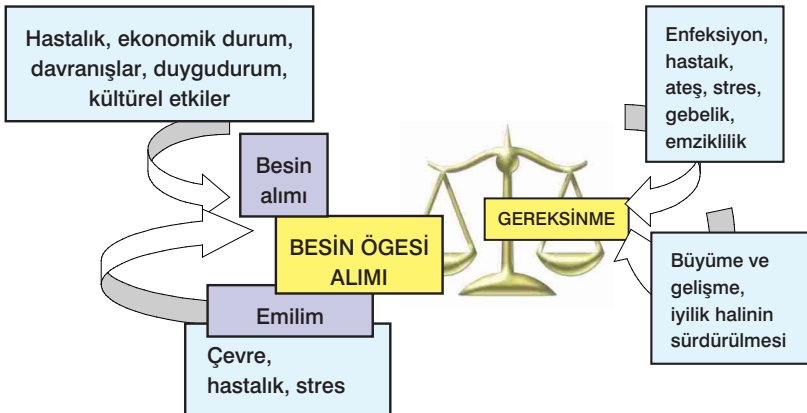 Hastalık, ekonomik durum,
davranışlar, duygudurum,
kültürel etkiler
Besin
alımı
BESİN ÖGESİ
ALIMI
Emilim
Çevre,
hastalık, stres
GEREKSİNME
Enfeksiyon,
hastaık,
ateş, stres,
gebelik,
emziklilik
Büyüme ve
gelişme,
iyilik halinin
sürdürülmesi